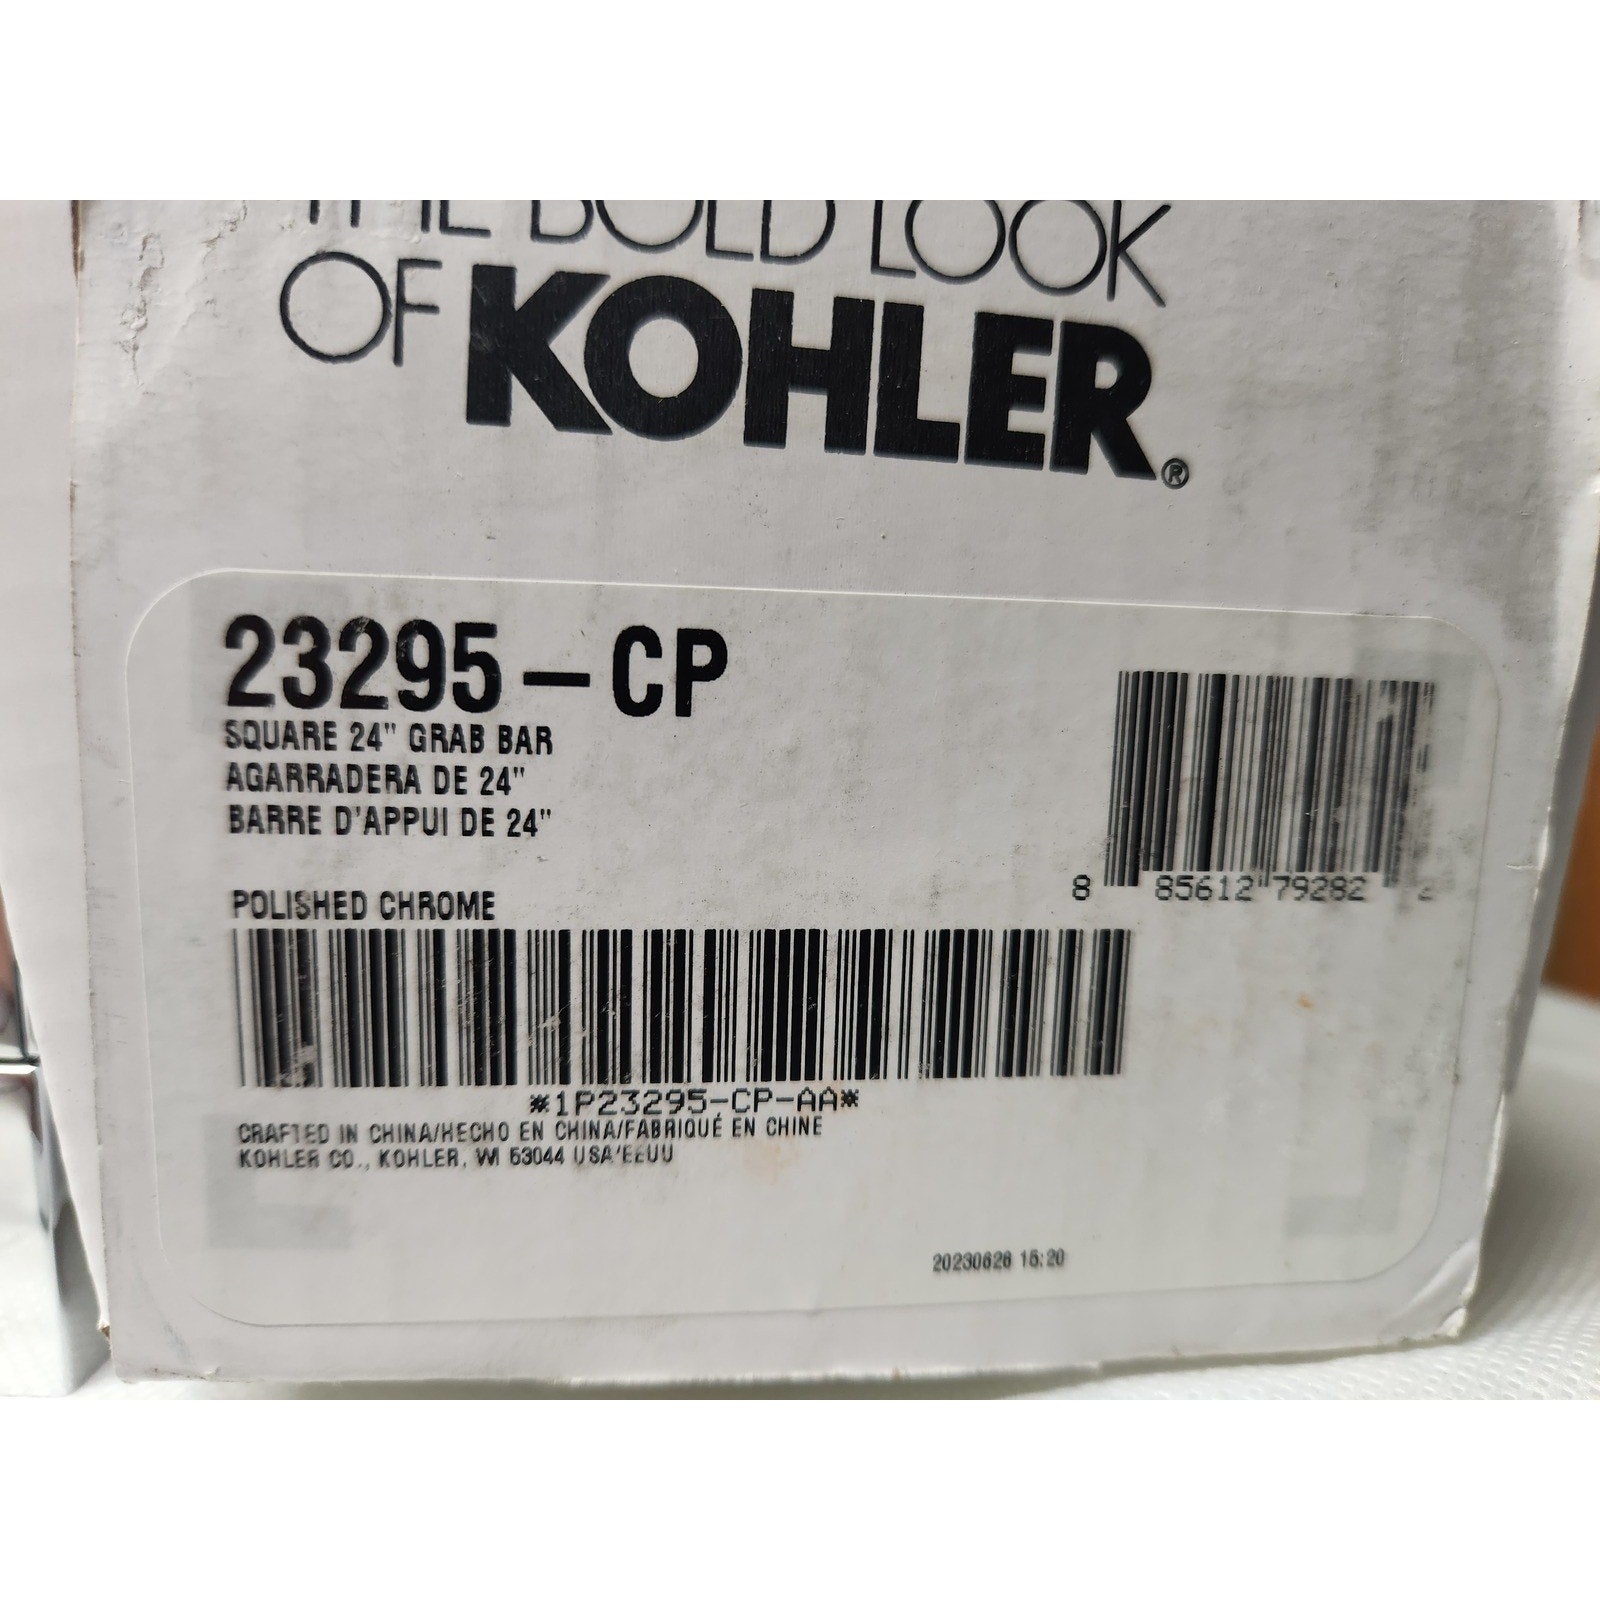 THE BOLD LOOK
OF KOHLER®
23295-CP
SQUARE 24" GRAB BAR
AGARRADERA DE 24"
BARRE D'APPUI DE 24"
POLISHED CHROME
8 85612 79282 2
*1P23295-CP-AA*
CRAFTED IN CHINA/HECHO EN CHINA/FABRIQUÉ EN CHINE
KOHLER CO., KOHLER, WI 53044 USA/EEUU
20230626 15:20